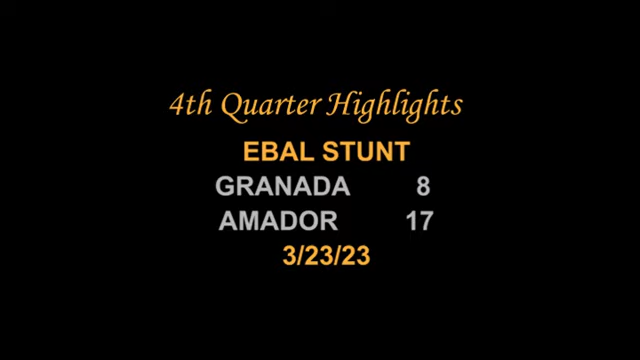 4th Quarter Highlights
EBAL STUNT
GRANADA 8
AMADOR 17
3/23/23